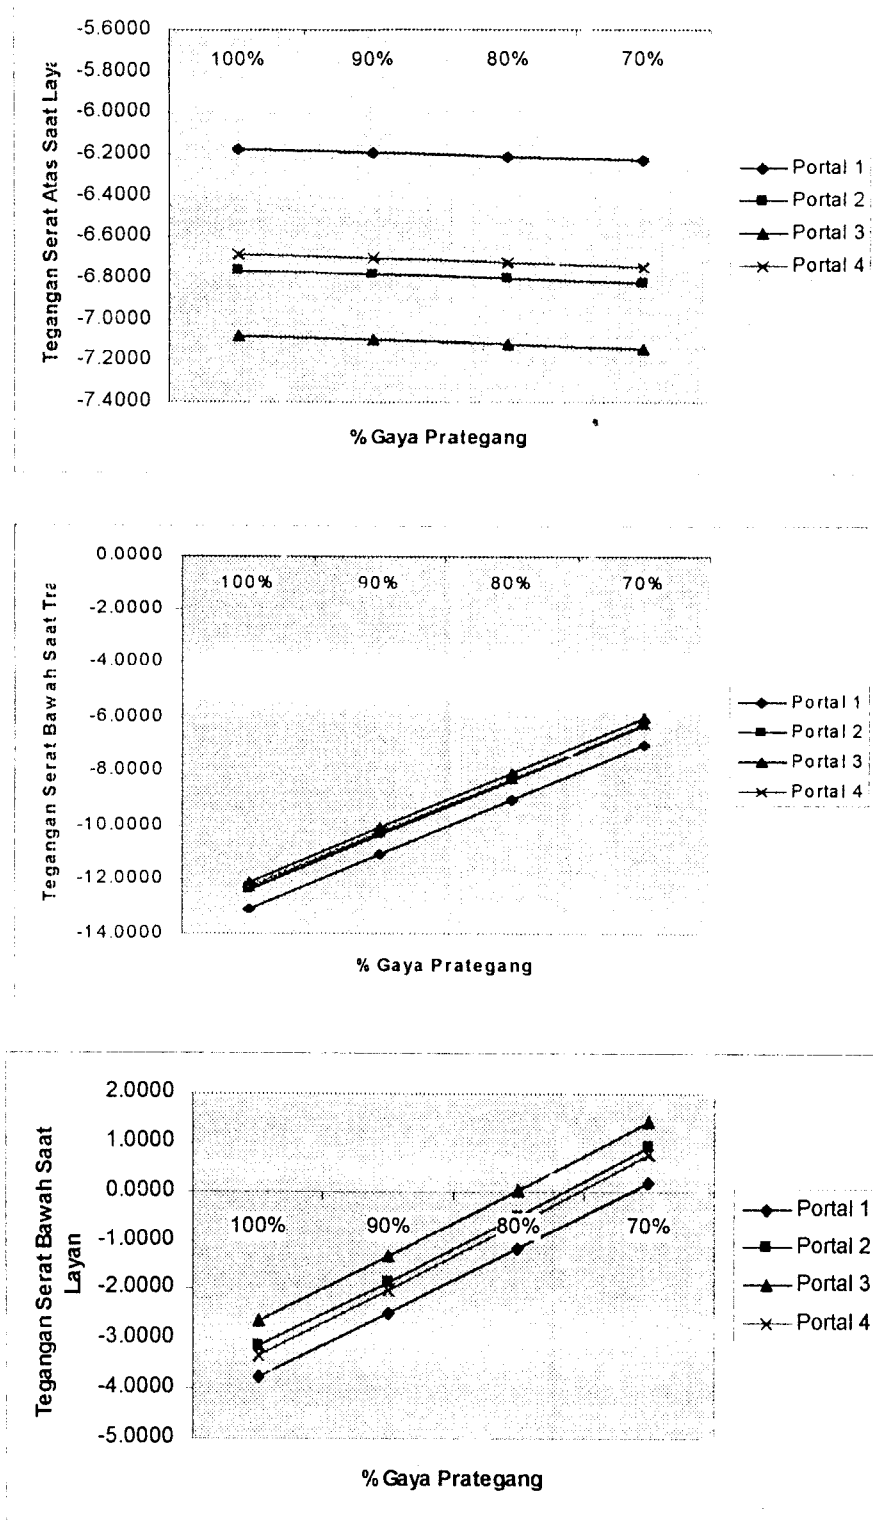 -5.6000
-5.8000
-6.0000
-6.2000
-6.4000
-6.6000
-6.8000
-7.0000
-7.2000
-7.4000
100% 90% 80% 70%
Tegangan Serat Atas Saat
% Gaya Prategang
Portal 1
Portal 2
Portal 3
Portal 4
0.0000
-2.0000
-4.0000
-6.0000
-8.0000
-10.0000
-12.0000
-14.0000
100% 90% 80% 70%
Tegangan Serat Bawah Saat
% Gaya Prategang
Portal 1
Portal 2
Portal 3
Portal 4
2.0000
1.0000
0.0000
-1.0000
-2.0000
-3.0000
-4.0000
-5.0000
100% 90% 80% 70%
Tegangan Serat Bawah Saat
Layan
% Gaya Prategang
Portal 1
Portal 2
Portal 3
Portal 4